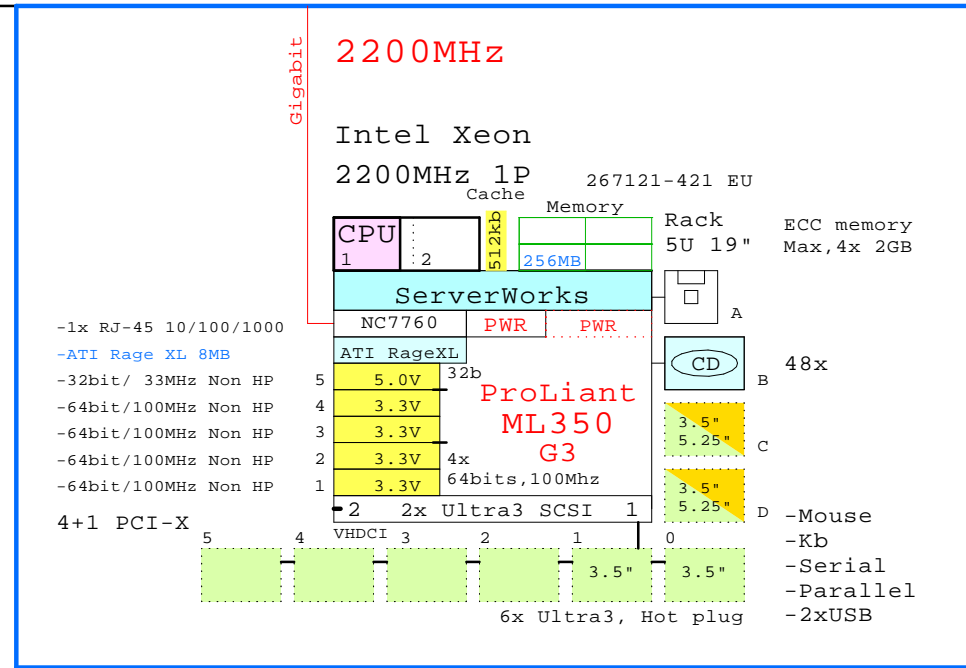 Gigabit
2200MHz
Intel Xeon
2200MHz 1P
267121-421 EU
Cache
Memory
CPU
1
2
512kb
256MB
Rack
5U 19"
ECC memory
Max,4x 2GB
ServerWorks
A
-1x RJ-45 10/100/1000
NC7760
PWR
PWR
-ATI Rage XL 8MB
ATI RageXL
CD
48x
B
-32bit/ 33MHz Non HP
5
5.0V
32b
-64bit/100MHz Non HP
4
3.3V
-64bit/100MHz Non HP
3
3.3V
-64bit/100MHz Non HP
2
3.3V
4x
-64bit/100MHz Non HP
1
3.3V
64bits,100Mhz
ProLiant
ML350
G3
3.5"
5.25"
C
3.5"
5.25"
D
2
2x Ultra3 SCSI
1
4+1 PCI-X
VHDCI
5
4
3
2
1
0
3.5"
3.5"
6x Ultra3, Hot plug
-Mouse
-Kb
-Serial
-Parallel
-2xUSB